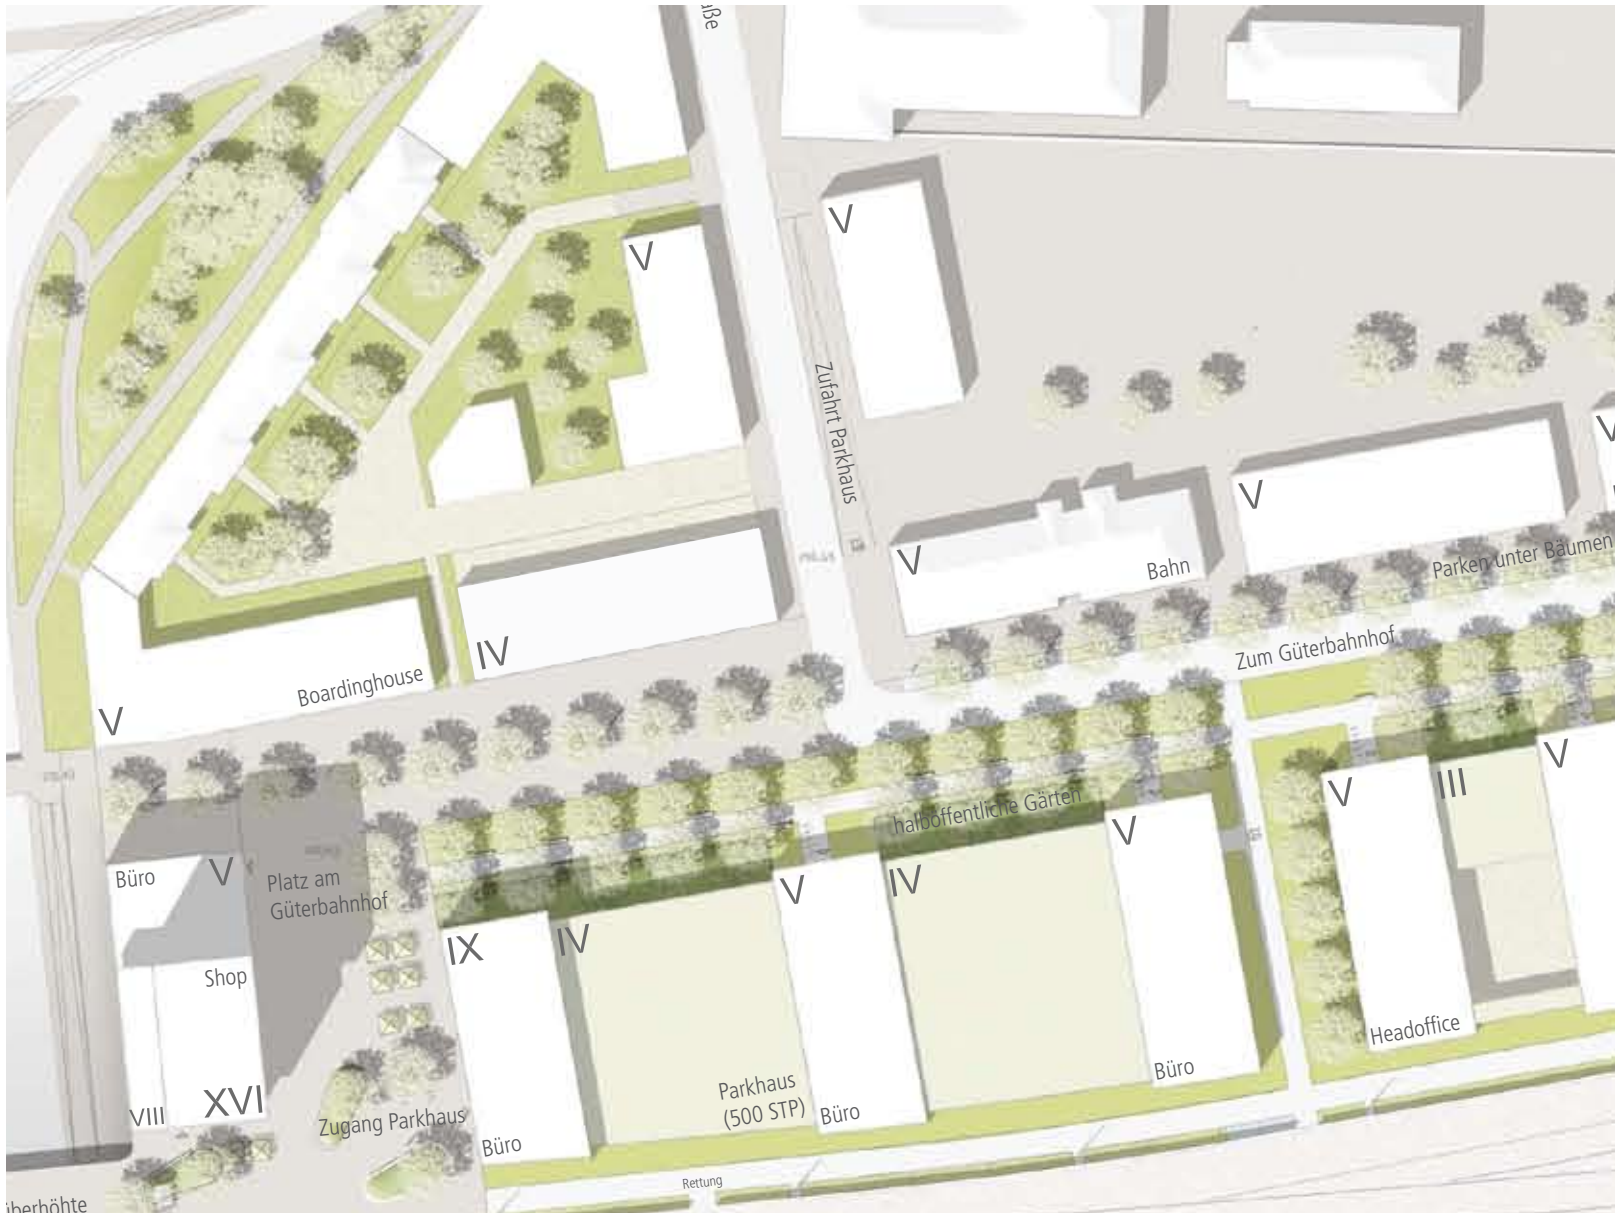 aße
V
V
Zufahrt Parkhaus
V
V
V
Bahn
Parken unter Bäumen
Zum Güterbahnhof
IV
Boardinghouse
V
halböffentliche Gärten
V
V
III
V
Büro
V
Platz am
Güterbahnhof
V
IV
IX
IV
Shop
Headoffice
VIII
XVI
Zugang Parkhaus
Büro
Parkhaus
(500 STP)
Büro
Büro
Rettung
überhöhte